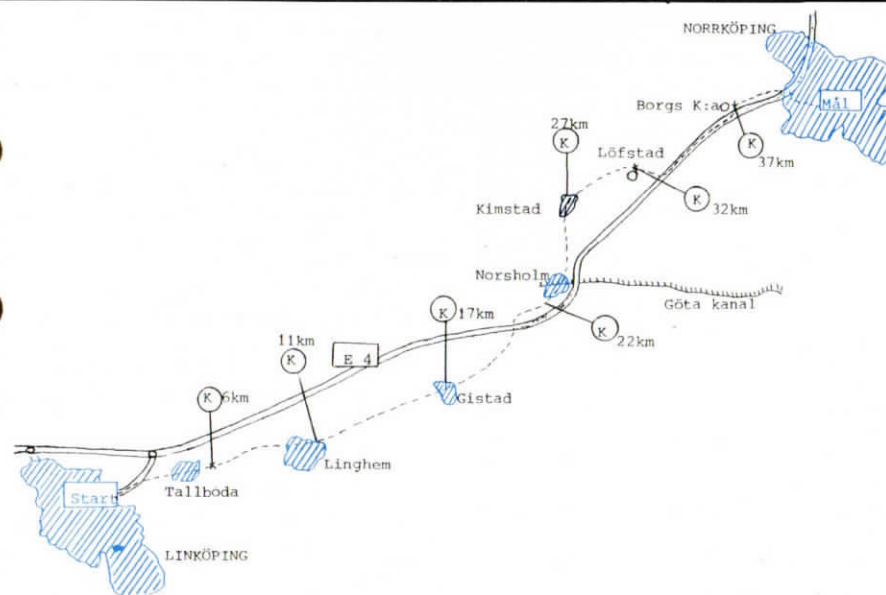 NORRKÖPING
Borgs K:a
Mål
27km
K
Löfstad
K
37km
Kimstad
K
32km
Norsholm
Göta kanal
K
17km
K
22km
11km
K
E 4
Gistad
K
6km
Linghem
Tallboda
Start
LINKÖPING